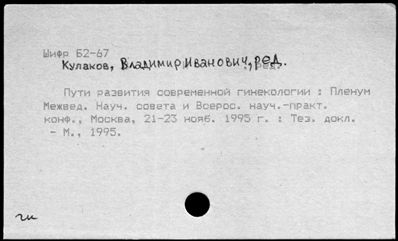 Шифр Б2-67
Кулаков, Владимир Иванович, ред.
Пути развития современной гинекологии : Пленум
Межвед. Науч. совета и Всерос. науч.-практ.
конф., Москва, 21-23 нояб. 1995 г. : Тез. докл.
- М., 1995.